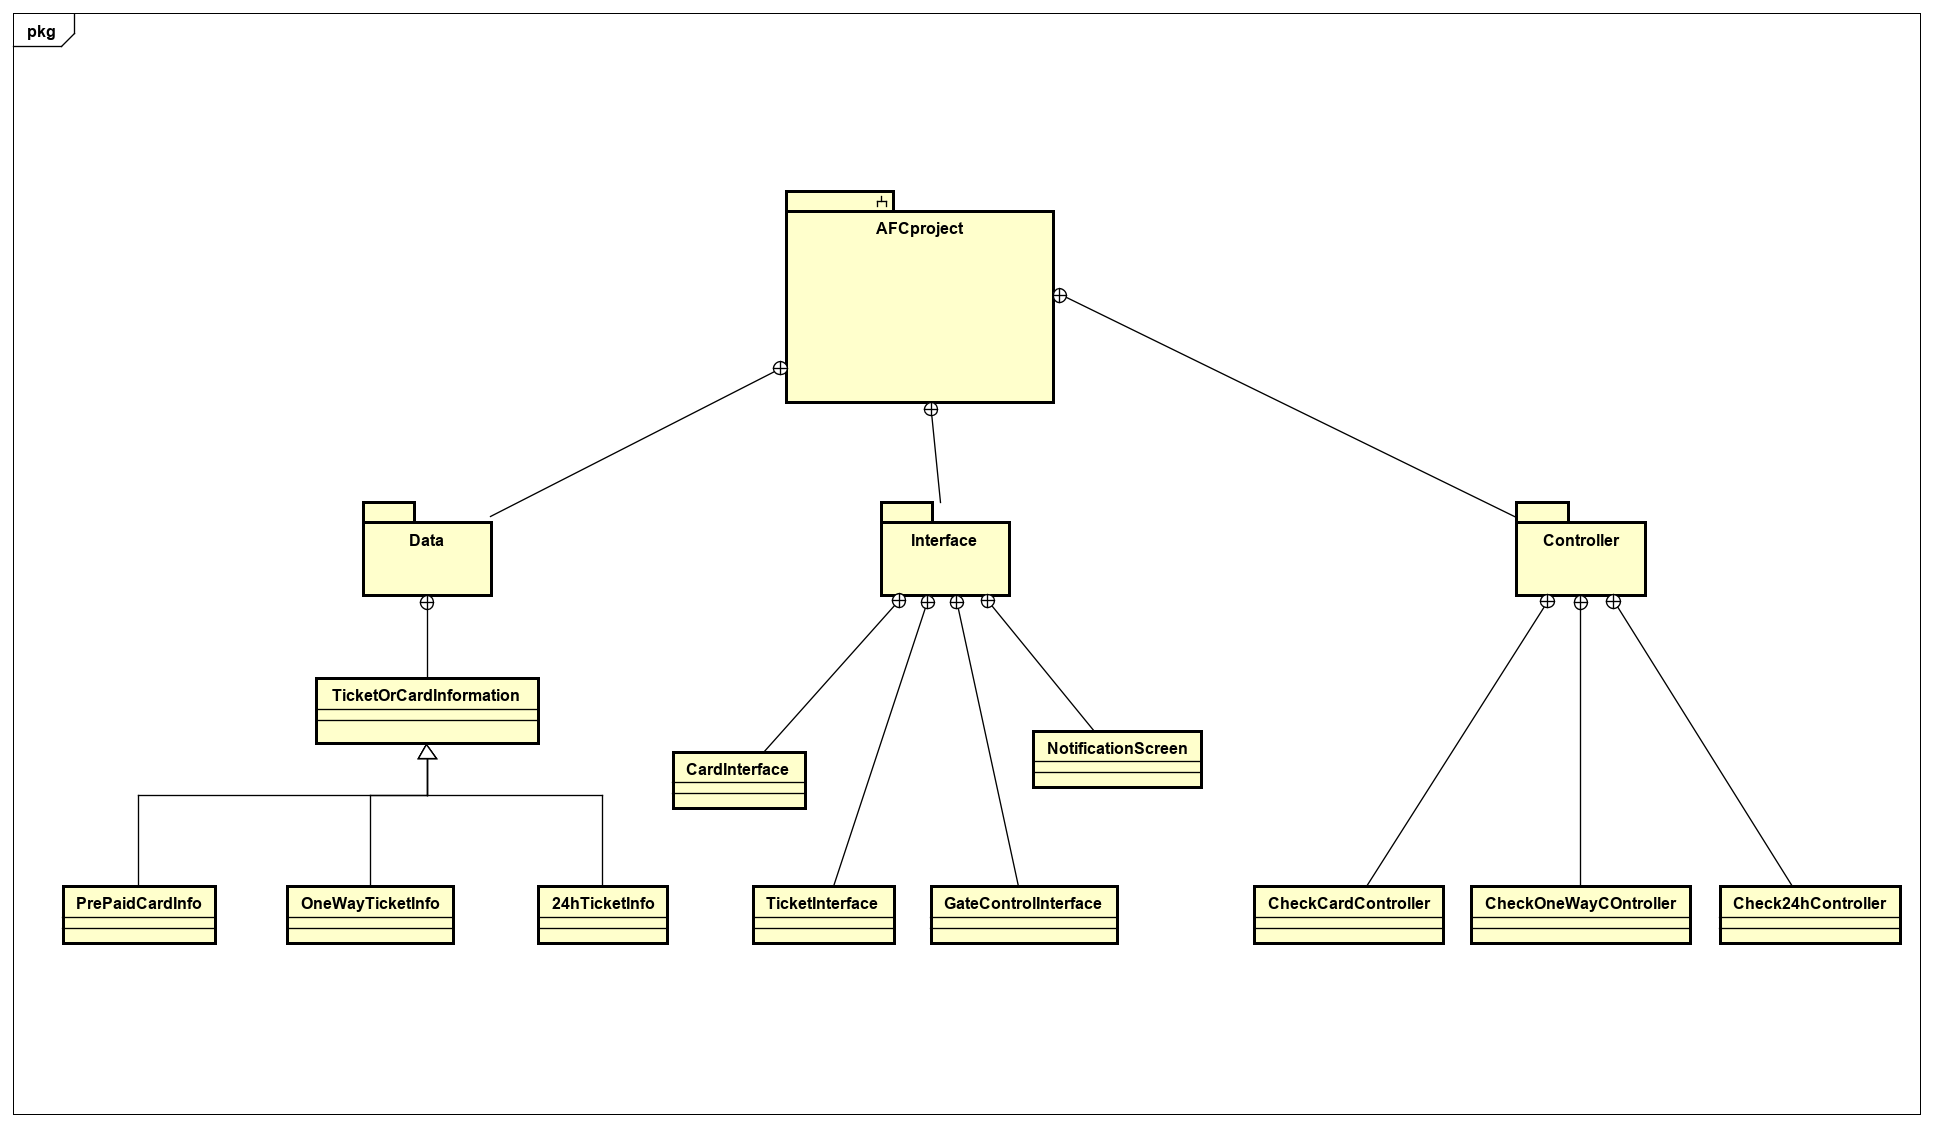 pkg
AFCproject
Data
Interface
Controller
TicketOrCardInformation
CardInterface
NotificationScreen
PrePaidCardInfo
OneWayTicketInfo
24hTicketInfo
TicketInterface
GateControlInterface
CheckCardController
CheckOneWayCOntroller
Check24hController